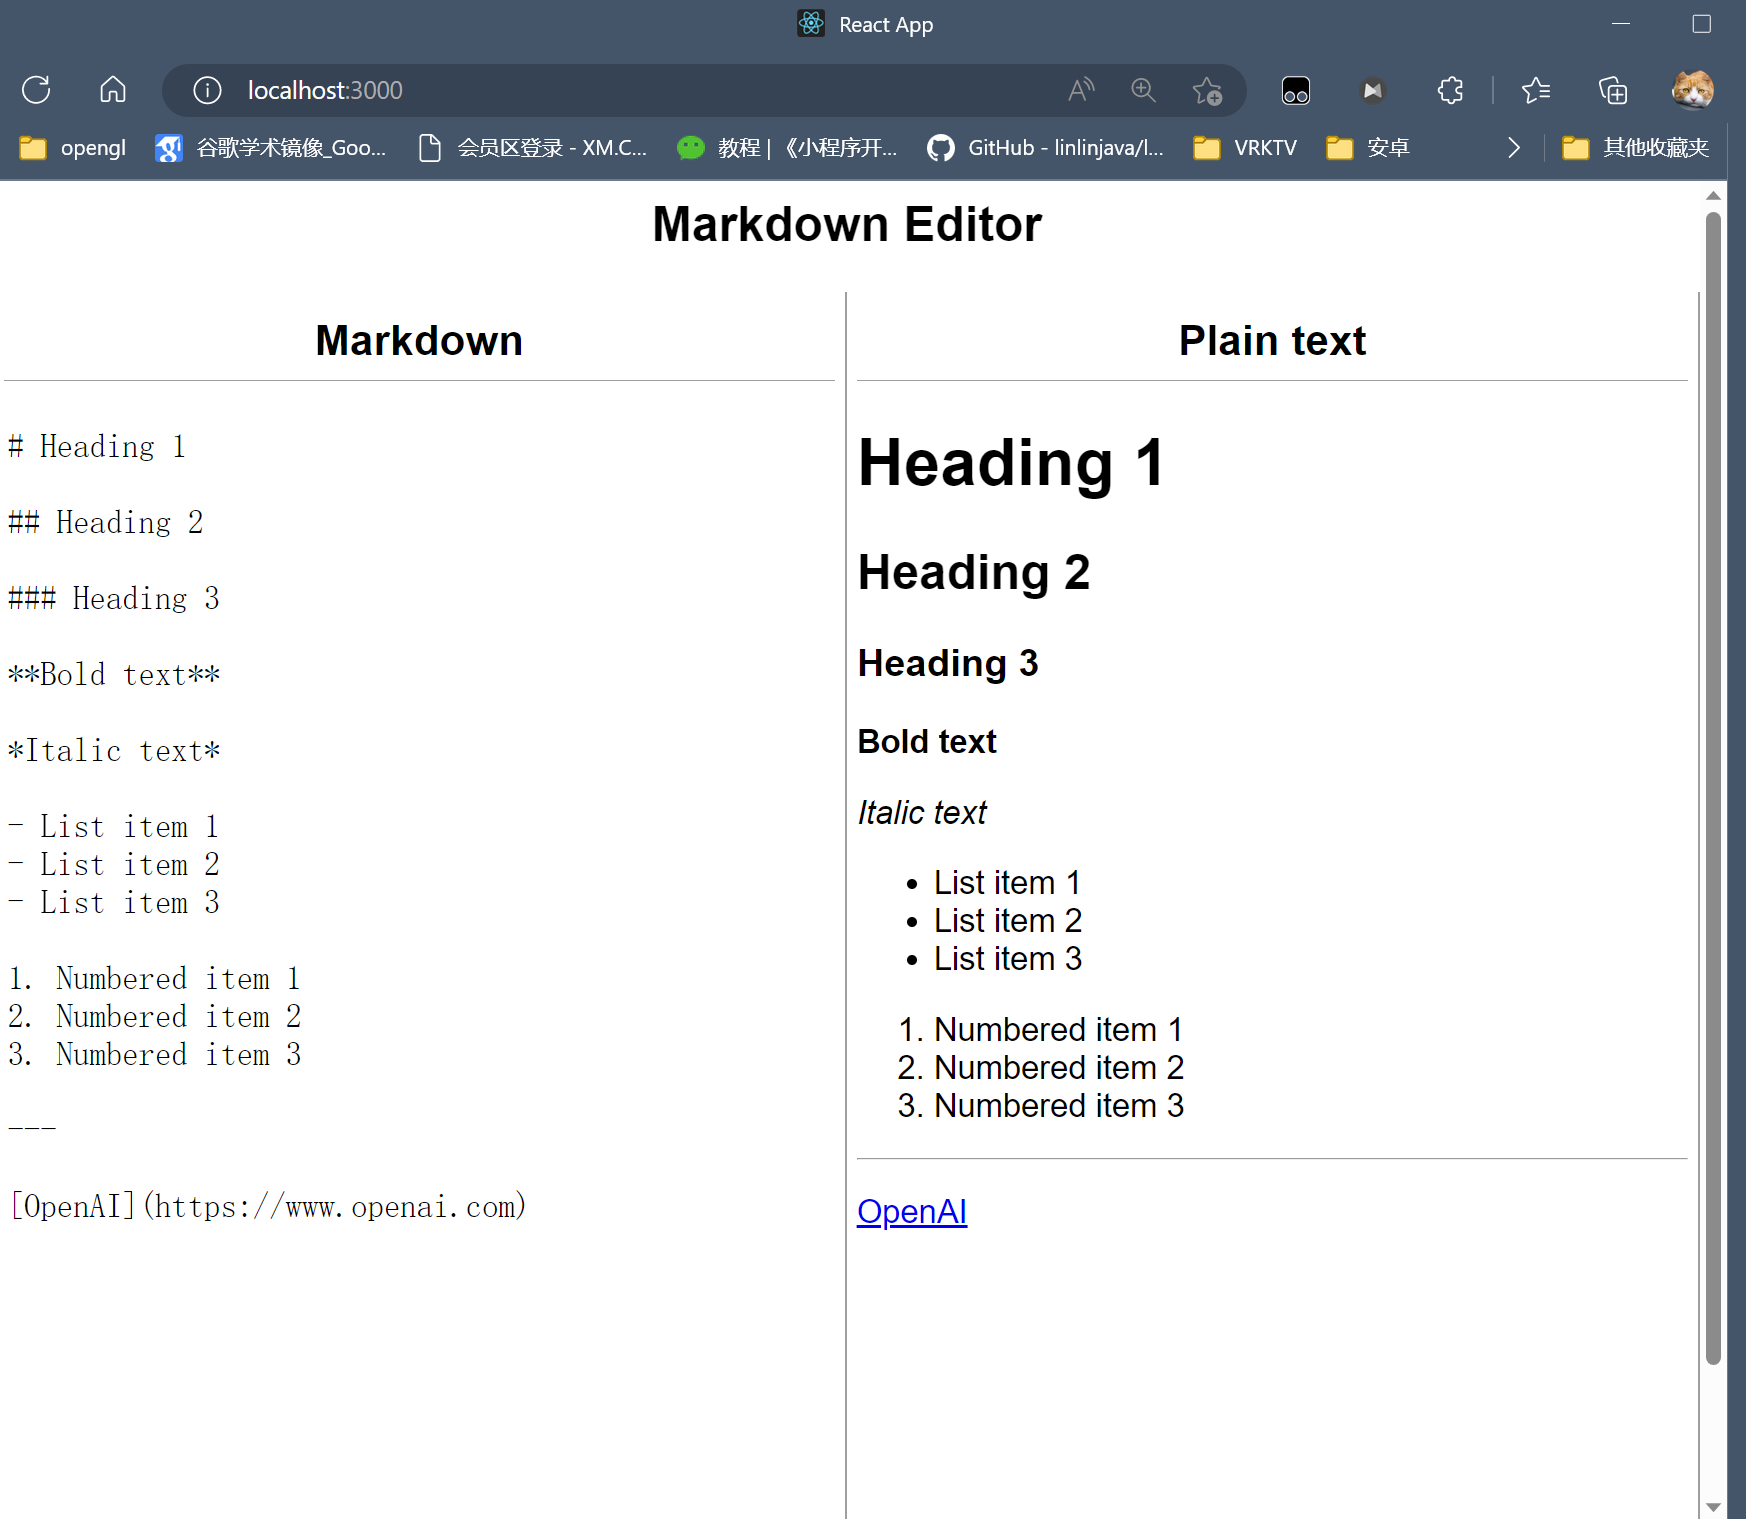 React App
localhost:3000
opengl
谷歌学术镜像_Goo...
会员区登录 - XM.C...
教程 | 《小程序开...
GitHub - linlinjava/l...
VRKTV
安卓
其他收藏夹
Markdown Editor
Markdown
# Heading 1
## Heading 2
### Heading 3
**Bold text**
*Italic text*
- List item 1
- List item 2
- List item 3
1. Numbered item 1
2. Numbered item 2
3. Numbered item 3
---
[OpenAI](https://www.openai.com)
Plain text
Heading 1
Heading 2
Heading 3
Bold text
Italic text
• List item 1
• List item 2
• List item 3
1. Numbered item 1
2. Numbered item 2
3. Numbered item 3
OpenAI